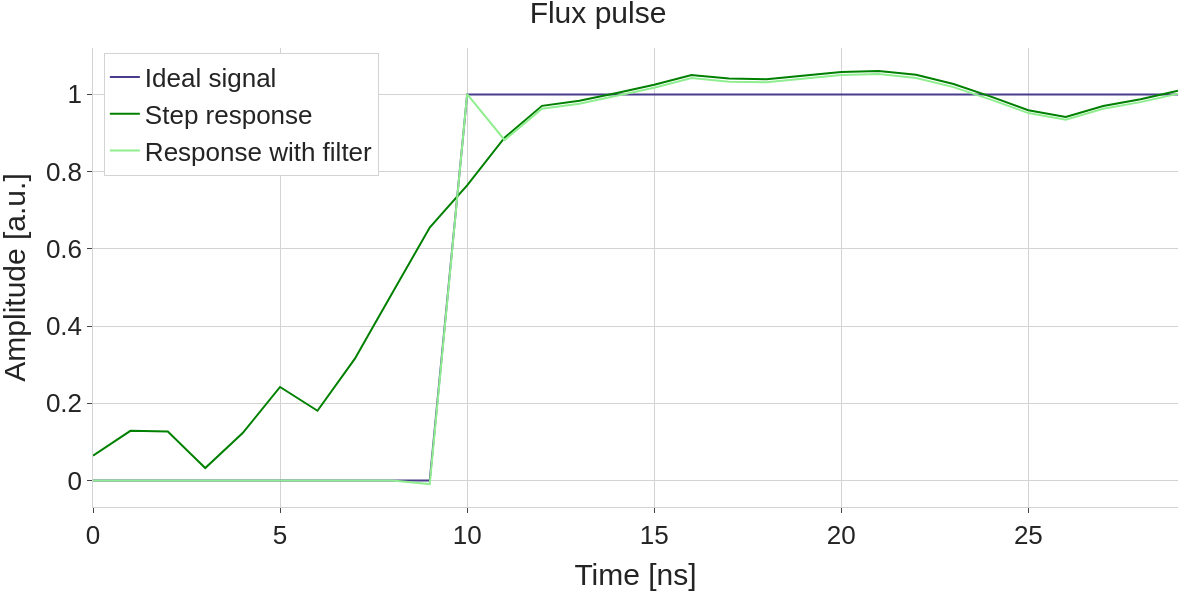 Flux pulse
Ideal signal
Step response
Response with filter
Amplitude [a.u.]
1
0.8
0.6
0.4
0.2
0
0 5 10 15 20 25
Time [ns]